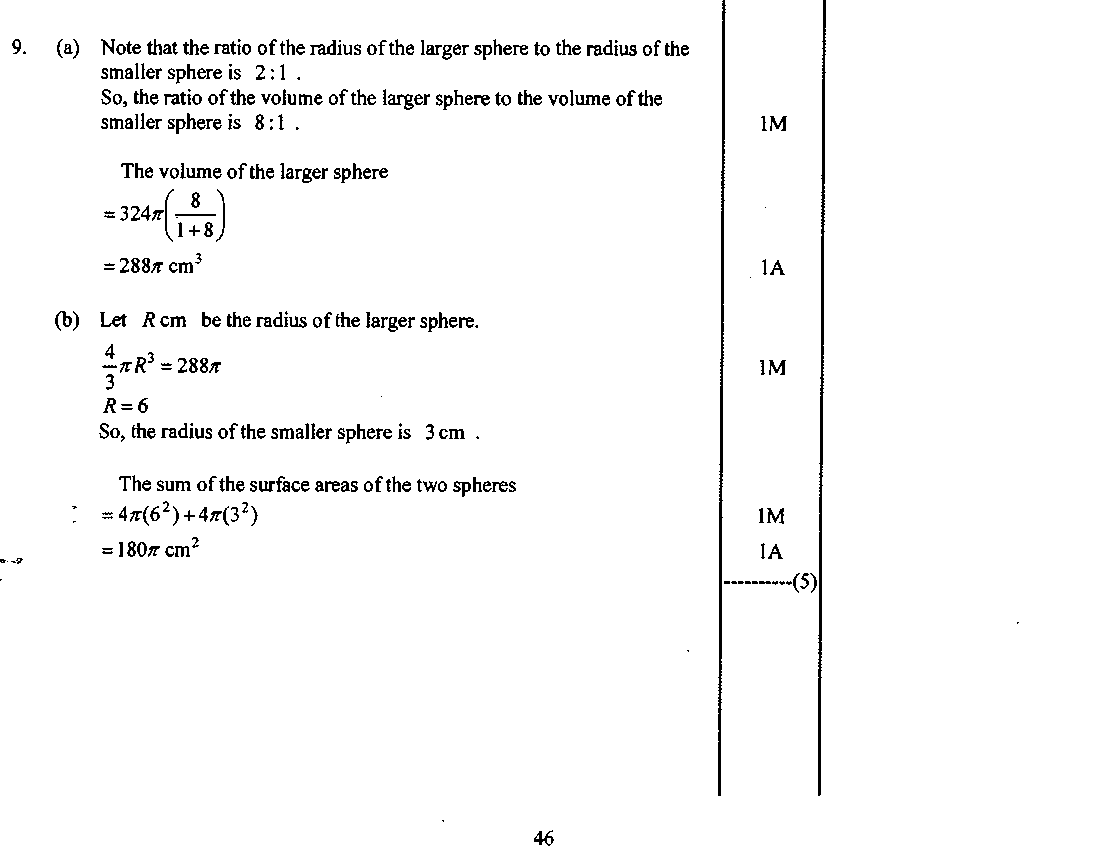 9. (a) Note that the ratio of the radius of the larger sphere to the radius of the
smaller sphere is 2 : 1 .
So, the ratio of the volume of the larger sphere to the volume of the
smaller sphere is 8 : 1 . 1M
The volume of the larger sphere
= 324π(8/(1+8))
= 288π cm³ 1A
(b) Let R cm be the radius of the larger sphere.
4/3 πR³ = 288π 1M
R = 6
So, the radius of the smaller sphere is 3 cm .
The sum of the surface areas of the two spheres
= 4π(6²) + 4π(3²) 1M
= 180π cm² 1A
-----------(5)
46